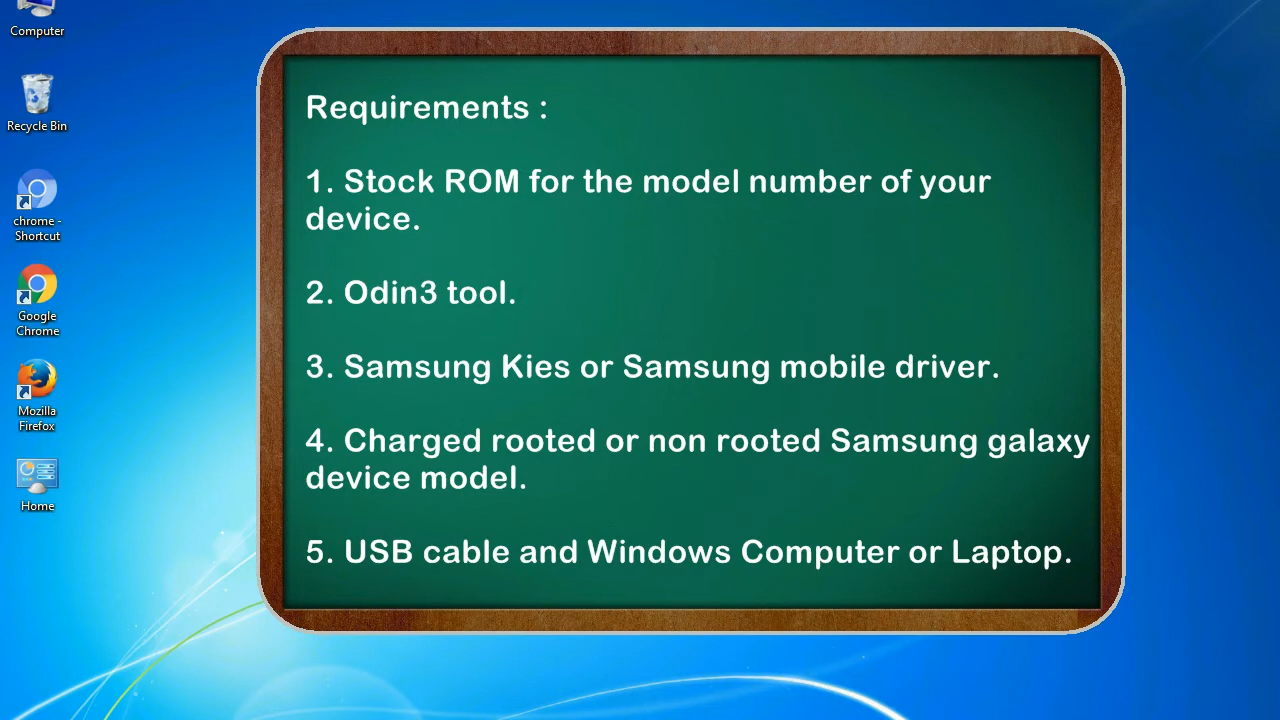 Computer
Recycle Bin
chrome -
Shortcut
Google
Chrome
Mozilla
Firefox
Home
Requirements :
1. Stock ROM for the model number of your
device.
2. Odin3 tool.
3. Samsung Kies or Samsung mobile driver.
4. Charged rooted or non rooted Samsung galaxy
device model.
5. USB cable and Windows Computer or Laptop.